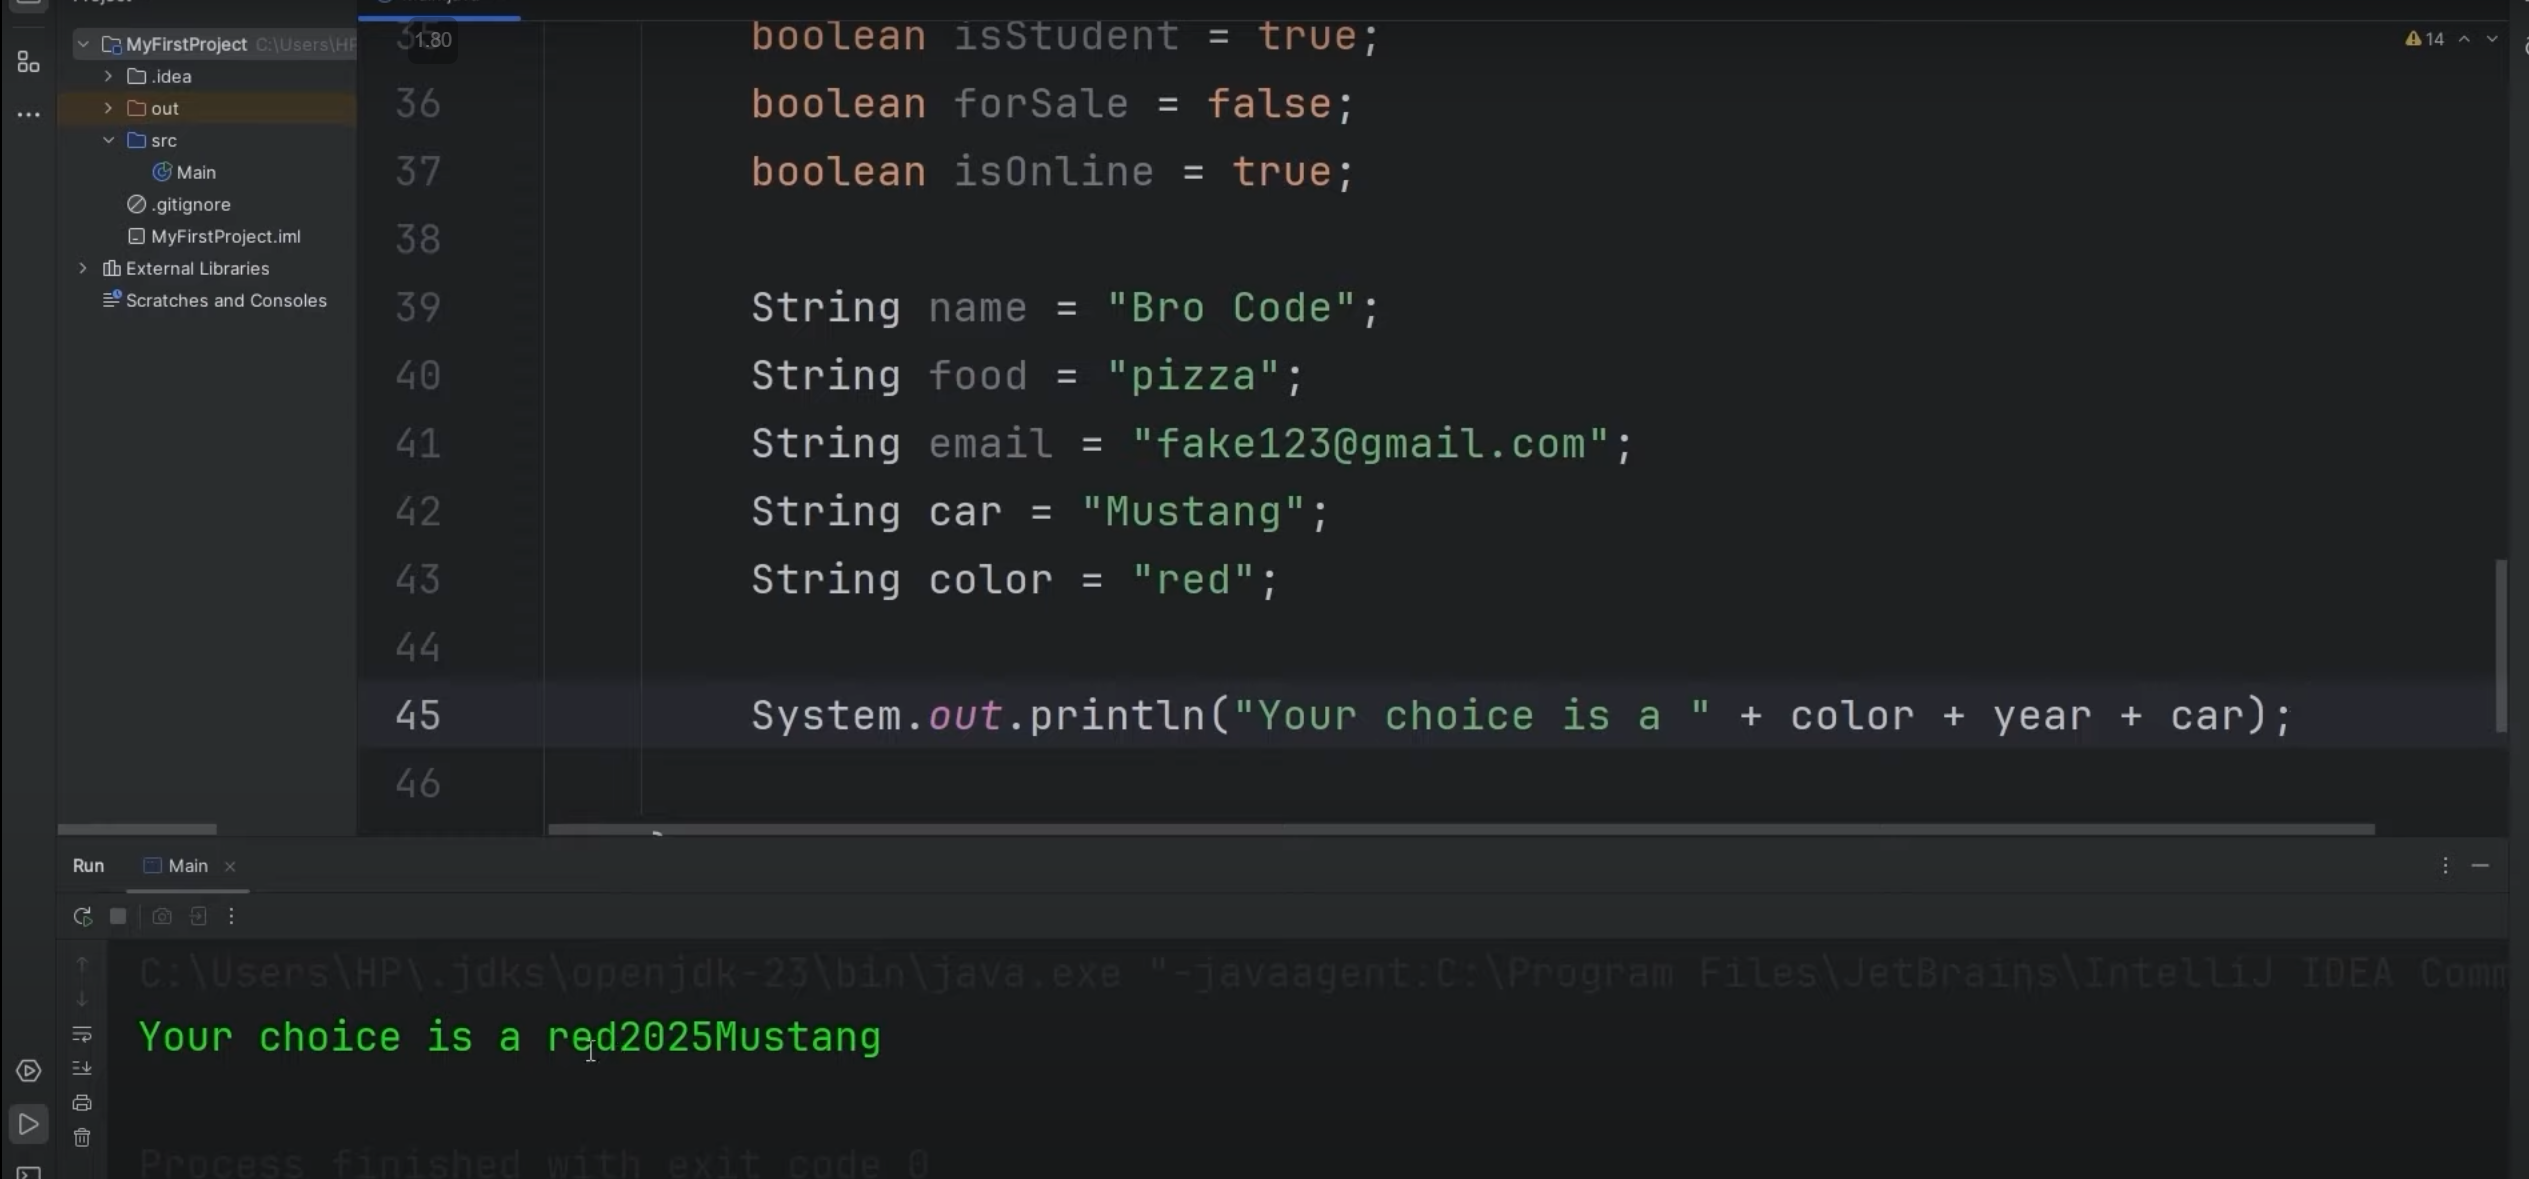 1.80
MyFirstProject C:\Users\HP
.idea
out
src
Main
.gitignore
MyFirstProject.iml
External Libraries
Scratches and Consoles
14
boolean isStudent = true;
36 boolean forSale = false;
37 boolean isOnline = true;
38
39 String name = "Bro Code";
40 String food = "pizza";
41 String email = "fake123@gmail.com";
42 String car = "Mustang";
43 String color = "red";
44
45 System.out.println("Your choice is a " + color + year + car);
46
Run Main
C:\Users\HP\.jdks\openjdk-23\bin\java.exe "-javaagent:C:\Program Files\JetBrains\IntelliJ IDEA Comm
Your choice is a red2025Mustang
Process finished with exit code 0